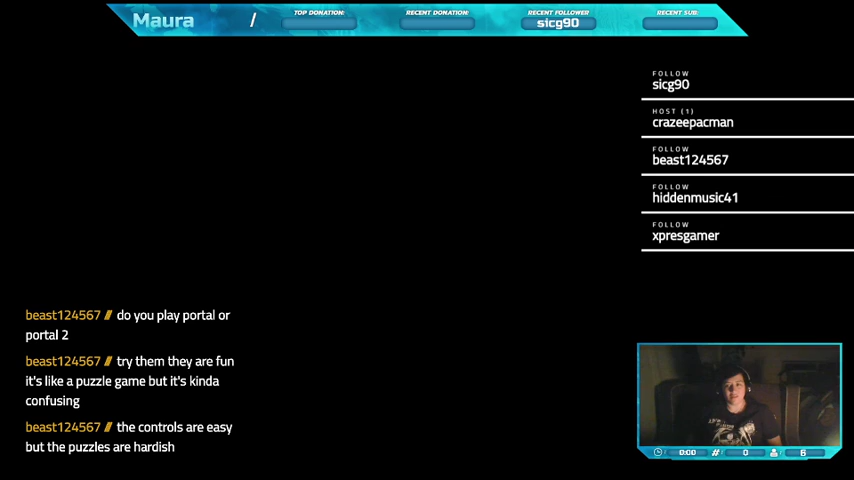 Maura / TOP DONATION: RECENT DONATION: RECENT FOLLOWER RECENT SUB:
sicg90
FOLLOW
sicg90
HOST (1)
crazeepacman
FOLLOW
beast124567
FOLLOW
hiddenmusic41
FOLLOW
xpresgamer
beast124567 // do you play portal or
portal 2
beast124567 // try them they are fun
it's like a puzzle game but it's kinda
confusing
beast124567 // the controls are easy
but the puzzles are hardish
0:00 # 0 6